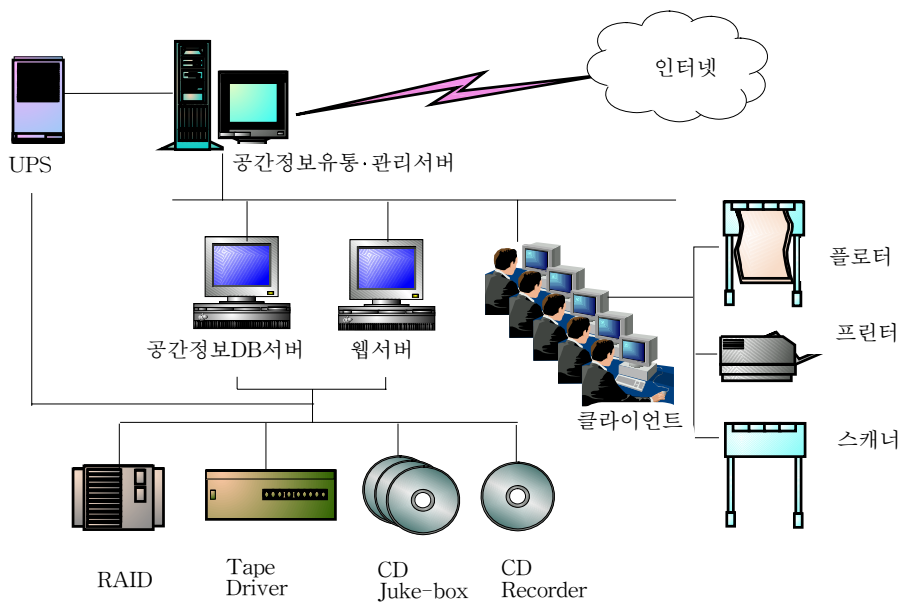 인터넷
UPS
공간정보유통·관리서버
플로터
프린터
공간정보DB서버
웹서버
클라이언트
스캐너
RAID
Tape
Driver
CD
Juke-box
CD
Recorder